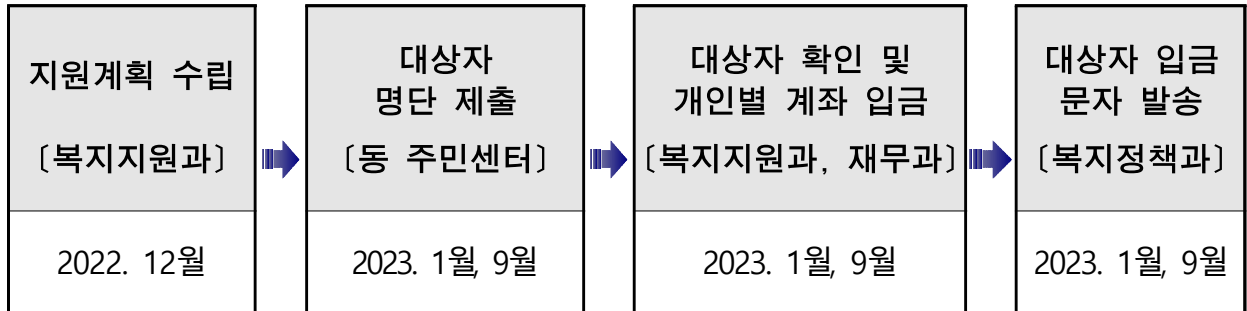 지원계획 수립
〔복지지원과〕
2022. 12월
대상자
명단 제출
〔동 주민센터〕
2023. 1월, 9월
대상자 확인 및
개인별 계좌 입금
〔복지지원과, 재무과〕
2023. 1월, 9월
대상자 입금
문자 발송
〔복지정책과〕
2023. 1월, 9월